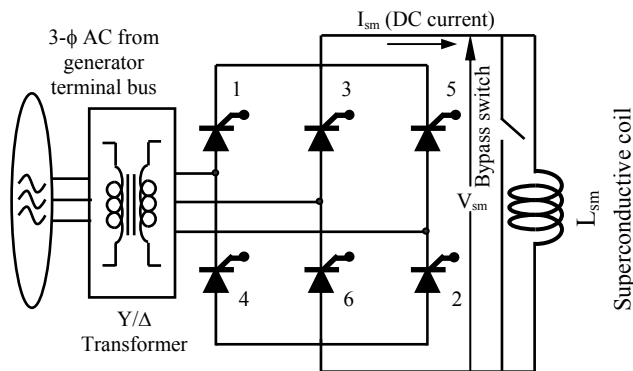 3-ϕ AC from
generator
terminal bus
I_sm (DC current)
1
3
5
Bypass switch
V_sm
L_sm
Superconductive coil
4
6
2
Y/Δ
Transformer